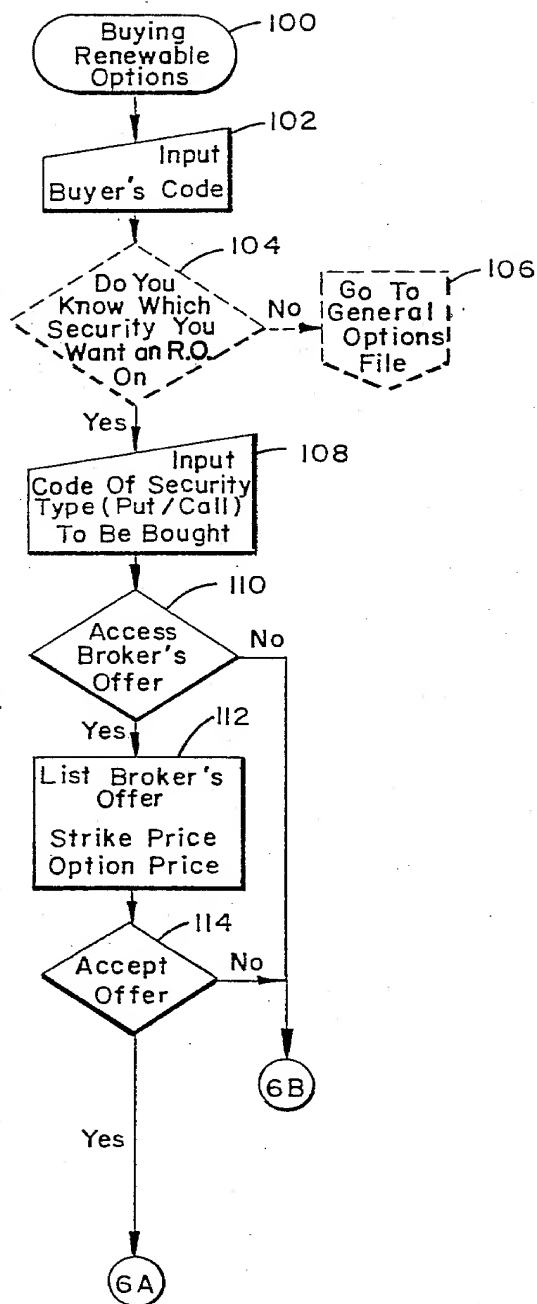 100
Buying
Renewable
Options
102
Input
Buyer's Code
104
Do You
Know Which
Security You
Want an R.O.
On
No
106
Go To
General
Options
File
Yes
108
Input
Code Of Security
Type (Put/Call)
To Be Bought
110
Access
Broker's
Offer
No
Yes
112
List Broker's
Offer
Strike Price
Option Price
114
Accept
Offer
No
6B
Yes
6A